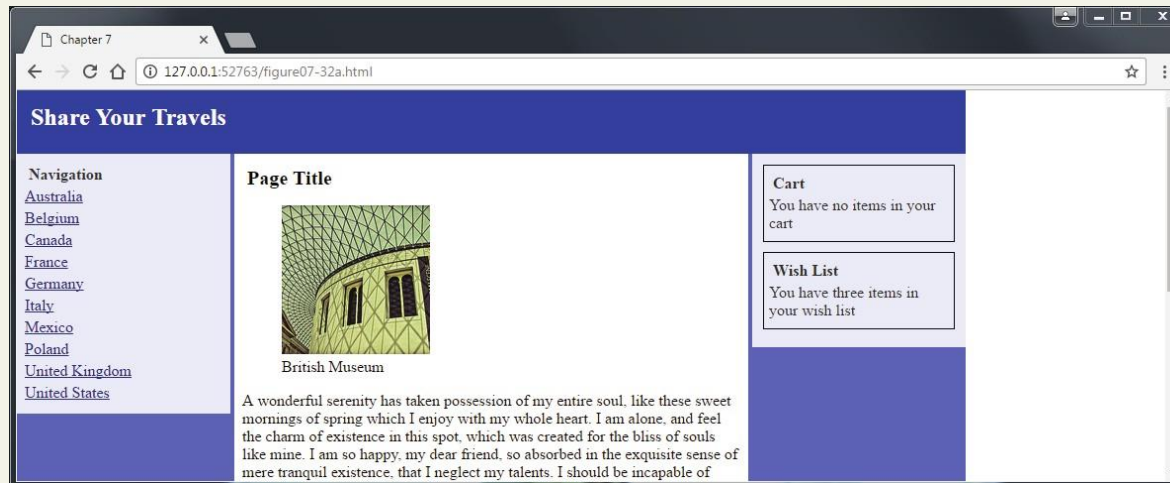 Chapter 7
127.0.0.1:52763/figure07-32a.html
Share Your Travels
Navigation
Australia
Belgium
Canada
France
Germany
Italy
Mexico
Poland
United Kingdom
United States
Page Title
British Museum
A wonderful serenity has taken possession of my entire soul, like these sweet
mornings of spring which I enjoy with my whole heart. I am alone, and feel
the charm of existence in this spot, which was created for the bliss of souls
like mine. I am so happy, my dear friend, so absorbed in the exquisite sense of
mere tranquil existence, that I neglect my talents. I should be incapable of
Cart
You have no items in your
cart
Wish List
You have three items in
your wish list